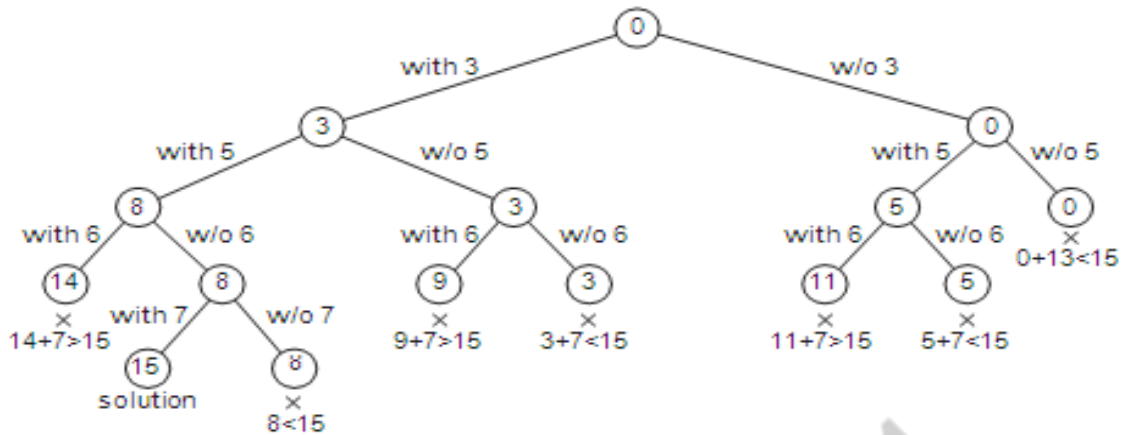 0
with 3 w/o 3
3 0
with 5 w/o 5 with 5 w/o 5
8 3 5 0
with 6 w/o 6 with 6 w/o 6 with 6 w/o 6 × 0+13<15
14 8 9 3 11 5
× with 7 w/o 7 × × × ×
14+7>15 9+7>15 3+7<15 11+7>15 5+7<15
15 8
solution ×
8<15